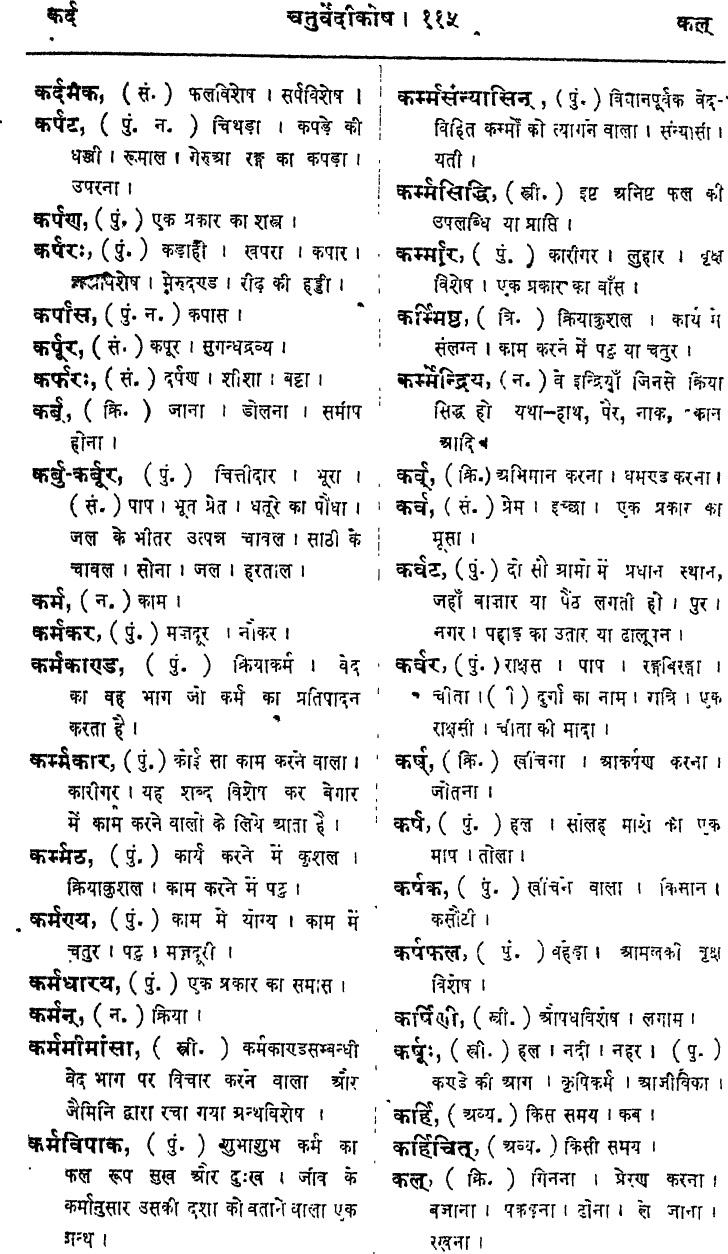 कर्द
चतुर्वेदीकोष । ११५
कल्
कर्दमैक, ( सं. ) फलविशेष । सर्पविशेष ।
कर्पट, ( पुं. न. ) चिथड़ा । कपड़े की
धज्जी । रूमाल । गेरुआ रङ्ग का कपड़ा ।
उपरना ।
कर्पण, ( पुं. ) एक प्रकार का शस्त्र ।
कर्परः, ( पुं. ) कड़ाही । खपरा । कपार ।
मेरुदण्ड । रीढ़ की हड्डी ।
कर्पास, ( पुं. न. ) कपास ।
कर्पूर, ( सं. ) कपूर । सुगन्धद्रव्य ।
कर्फरः, ( सं. ) दर्पण । शीशा । बट्टा ।
कर्बू, ( क्रि. ) जाना । डोलना । समीप
होना ।
कर्बु-कर्बूर, ( पुं. ) चित्तीदार । भूरा ।
( सं. ) पाप । भूत प्रेत । धतूरे का पौधा ।
जल के भीतर उत्पन्न चावल । साठी के
चावल । सोना । जल । हरताल ।
कर्म, ( न. ) काम ।
कर्मकर, ( पुं. ) मजदूर । नौकर ।
कर्मकाण्ड, ( पुं. ) क्रियाकर्म । वेद
का वह भाग जो कर्म का प्रतिपादन
करता है ।
कर्म्मकार, ( पुं. ) कोई सा काम करने वाला ।
कारीगर । यह शब्द विशेष कर बेगार
में काम करने वालों के लिये आता है ।
कर्म्मठ, ( पुं. ) कार्य करने में कुशल ।
क्रियाकुशल । काम करने में पटु ।
कर्मण्य, ( पुं. ) काम में योग्य । काम में
चतुर । पटु । मज़दूरी ।
कर्मधारय, ( पुं. ) एक प्रकार का समास ।
कर्मन्, ( न. ) क्रिया ।
कर्ममीमांसा, ( स्त्री. ) कर्मकाण्डसम्बन्धी
वेद भाग पर विचार करने वाला और
जैमिनि द्वारा रचा गया ग्रन्थविशेष ।
कर्मविपाक, ( पुं. ) शुभाशुभ कर्म का
फल रूप सुख और दुःख । जीव के
कर्मानुसार उसकी दशा को बताने वाला एक
ग्रन्थ ।
कर्म्मसंन्यासिन्, ( पुं. ) विधानपूर्वक वेद-
विहित कर्म्मों को त्यागने वाला । संन्यासी ।
यती ।
कर्म्मसिद्धि, ( स्त्री. ) इष्ट अनिष्ट फल की
उपलब्धि या प्राप्ति ।
कर्म्मार, ( पुं. ) कारीगर । लुहार । वृक्ष
विशेष । एक प्रकार का बाँस ।
कर्म्मिष्ठ, ( त्रि. ) क्रियाकुशल । कार्य में
संलग्न । काम करने में पटु या चतुर ।
कर्म्मेन्द्रिय, ( न. ) वे इन्द्रियाँ जिनसे क्रिया
सिद्ध हो यथा-हाथ, पैर, नाक, कान
आदि ।
कर्व्, ( क्रि. ) अभिमान करना । घमण्ड करना ।
कर्व, ( सं. ) प्रेम । इच्छा । एक प्रकार का
मूसा ।
कर्वट, ( पुं. ) दो सौ ग्रामों में प्रधान स्थान,
जहाँ बाज़ार या पैंठ लगती हो । पुर ।
नगर । पहाड़ का उतार या ढालूपन ।
कर्वर, ( पुं. ) राक्षस । पाप । रङ्गबिरङ्गा ।
चीता । ( ी ) दुर्गा का नाम । रात्रि । एक
राक्षसी । चीता की मादा ।
कर्ष्, ( क्रि. ) खींचना । आकर्षण करना ।
जोतना ।
कर्ष, ( पुं. ) हल । सोलह माशे का एक
माप । तोला ।
कर्षक, ( पुं. ) खींचने वाला । किसान ।
कसौटी ।
कर्षफल, ( पुं. ) बहेड़ा । आमलकी वृक्ष
विशेष ।
कर्षिणी, ( स्त्री. ) औषधविशेष । लगाम ।
कर्षूः, ( स्त्री. ) हल । नदी । नहर । ( पु. )
कण्डे की आग । कृषिकर्म । आजीविका ।
कर्हि, ( अव्य. ) किस समय । कब ।
कर्हिचित्, ( अव्य. ) किसी समय ।
कल्, ( क्रि. ) गिनना । प्रेरण करना ।
बजाना । पकड़ना । ढोना । ले जाना ।
रखना ।